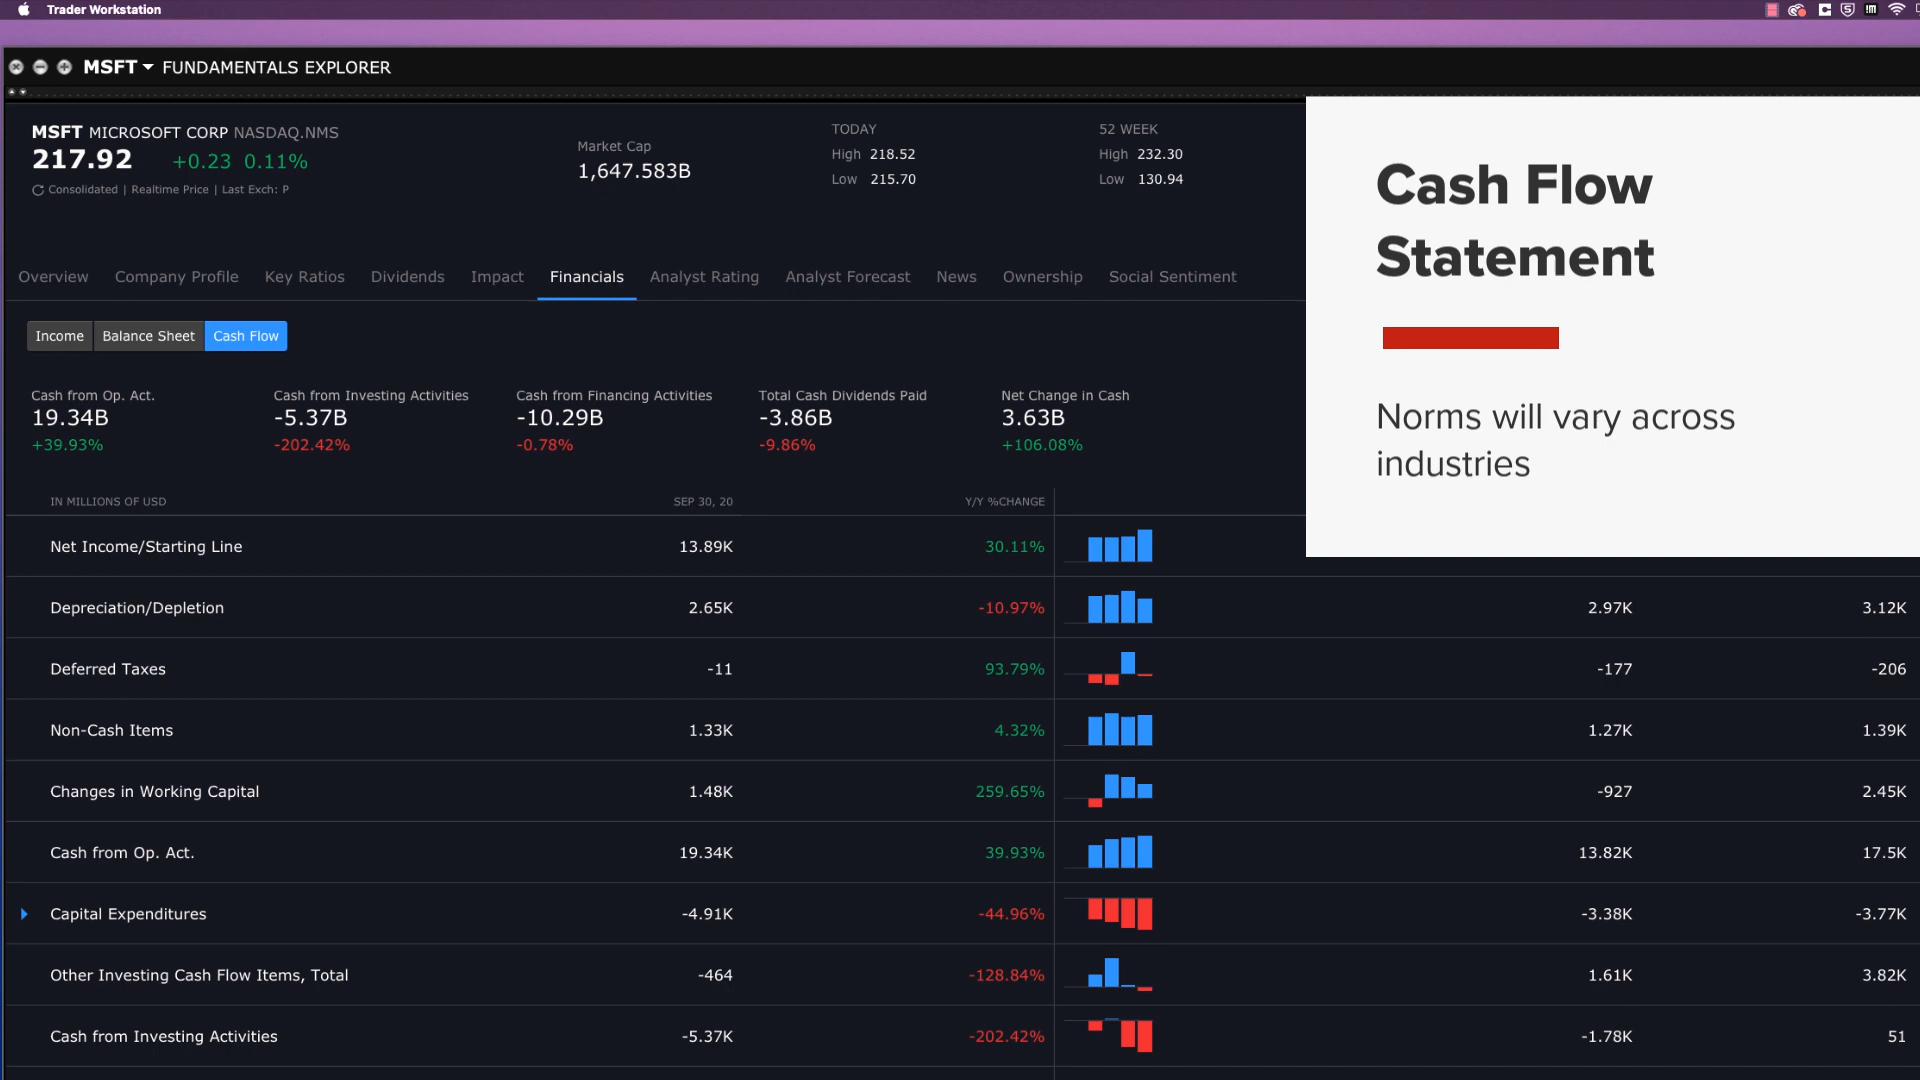 Trader Workstation
MSFT FUNDAMENTALS EXPLORER
MSFT MICROSOFT CORP NASDAQ.NMS
217.92 +0.23 0.11%
Consolidated | Realtime Price | Last Exch: P
Market Cap
1,647.583B
TODAY
High 218.52
Low 215.70
52 WEEK
High 232.30
Low 130.94
Cash Flow
Statement
Norms will vary across
industries
Overview Company Profile Key Ratios Dividends Impact Financials Analyst Rating Analyst Forecast News Ownership Social Sentiment
Income Balance Sheet Cash Flow
Cash from Op. Act. Cash from Investing Activities Cash from Financing Activities Total Cash Dividends Paid Net Change in Cash
19.34B -5.37B -10.29B -3.86B 3.63B
+39.93% -202.42% -0.78% -9.86% +106.08%
IN MILLIONS OF USD SEP 30, 20 Y/Y %CHANGE
Net Income/Starting Line 13.89K 30.11%
Depreciation/Depletion 2.65K -10.97% 2.97K 3.12K
Deferred Taxes -11 93.79% -177 -206
Non-Cash Items 1.33K 4.32% 1.27K 1.39K
Changes in Working Capital 1.48K 259.65% -927 2.45K
Cash from Op. Act. 19.34K 39.93% 13.82K 17.5K
Capital Expenditures -4.91K -44.96% -3.38K -3.77K
Other Investing Cash Flow Items, Total -464 -128.84% 1.61K 3.82K
Cash from Investing Activities -5.37K -202.42% -1.78K 51